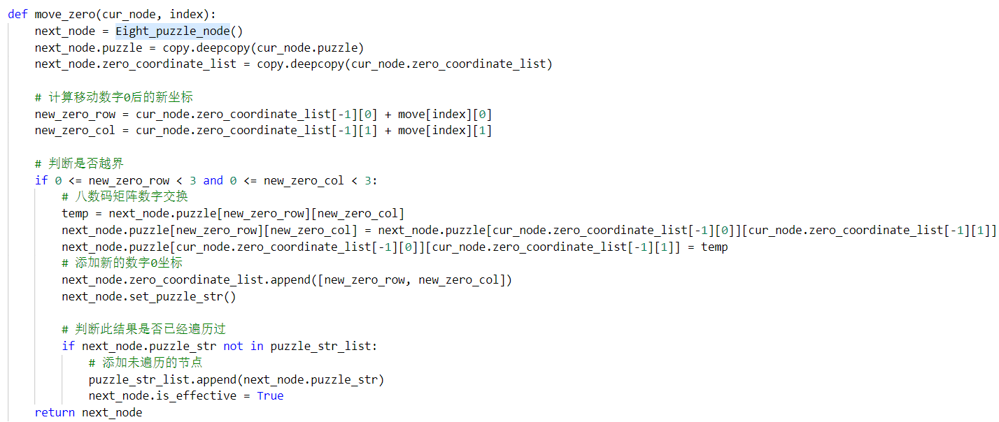 def move_zero(cur_node, index):
    next_node = Eight_puzzle_node()
    next_node.puzzle = copy.deepcopy(cur_node.puzzle)
    next_node.zero_coordinate_list = copy.deepcopy(cur_node.zero_coordinate_list)

    # 计算移动数字0后的新坐标
    new_zero_row = cur_node.zero_coordinate_list[-1][0] + move[index][0]
    new_zero_col = cur_node.zero_coordinate_list[-1][1] + move[index][1]

    # 判断是否越界
    if 0 <= new_zero_row < 3 and 0 <= new_zero_col < 3:
        # 八数码矩阵数字交换
        temp = next_node.puzzle[new_zero_row][new_zero_col]
        next_node.puzzle[new_zero_row][new_zero_col] = next_node.puzzle[cur_node.zero_coordinate_list[-1][0]][cur_node.zero_coordinate_list[-1][1]]
        next_node.puzzle[cur_node.zero_coordinate_list[-1][0]][cur_node.zero_coordinate_list[-1][1]] = temp
        # 添加新的数字0坐标
        next_node.zero_coordinate_list.append([new_zero_row, new_zero_col])
        next_node.set_puzzle_str()

        # 判断此结果是否已经遍历过
        if next_node.puzzle_str not in puzzle_str_list:
            # 添加未遍历的节点
            puzzle_str_list.append(next_node.puzzle_str)
            next_node.is_effective = True
    return next_node